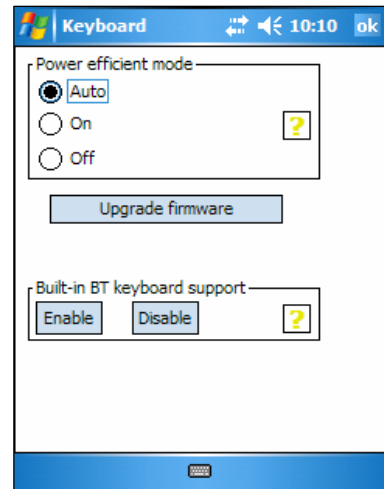 Keyboard 10:10 ok
Power efficient mode
Auto
On ?
Off
Upgrade firmware
Built-in BT keyboard support
Enable Disable ?